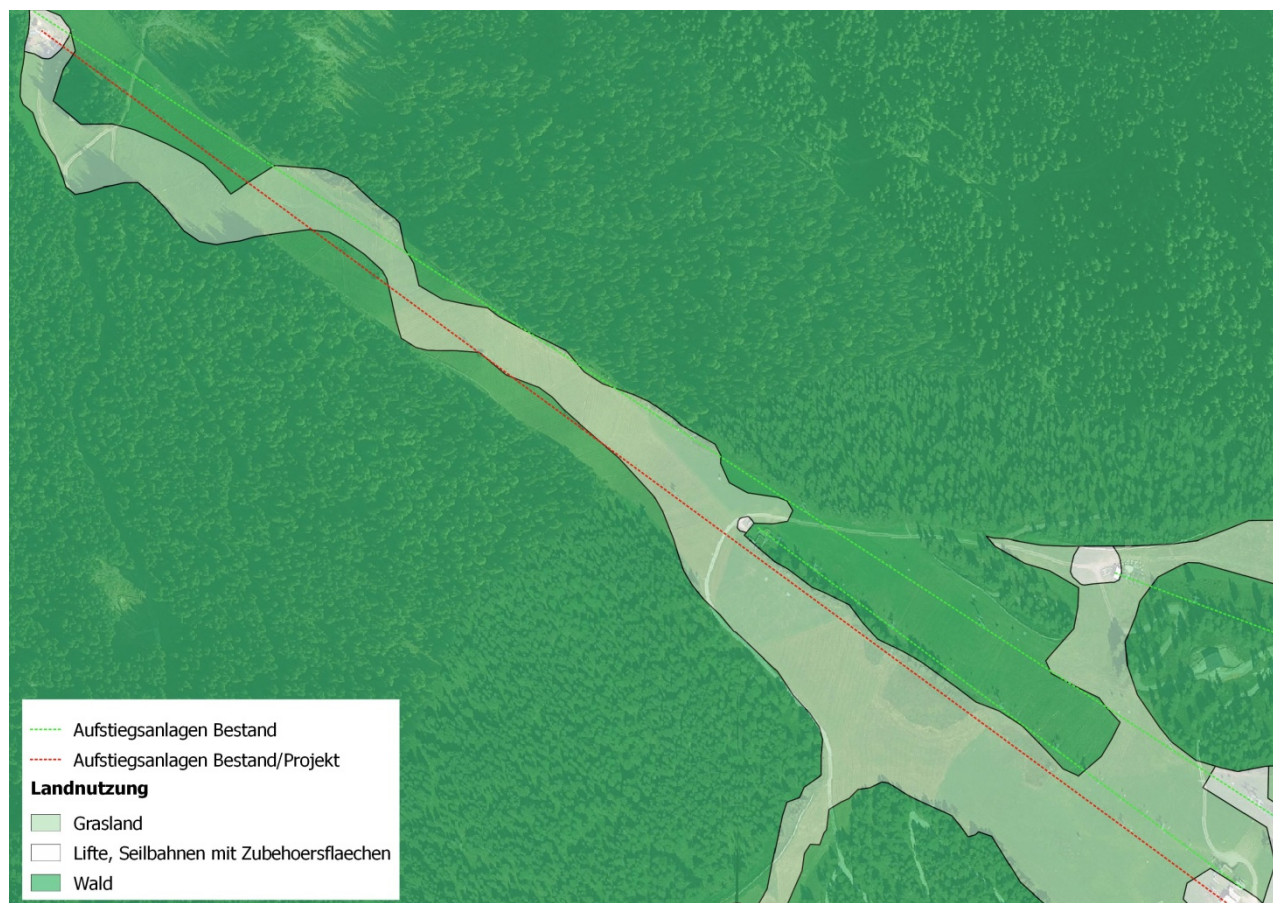 Aufstiegsanlagen Bestand
Aufstiegsanlagen Bestand/Projekt
Landnutzung
Grasland
Lifte, Seilbahnen mit Zubehoersflaechen
Wald